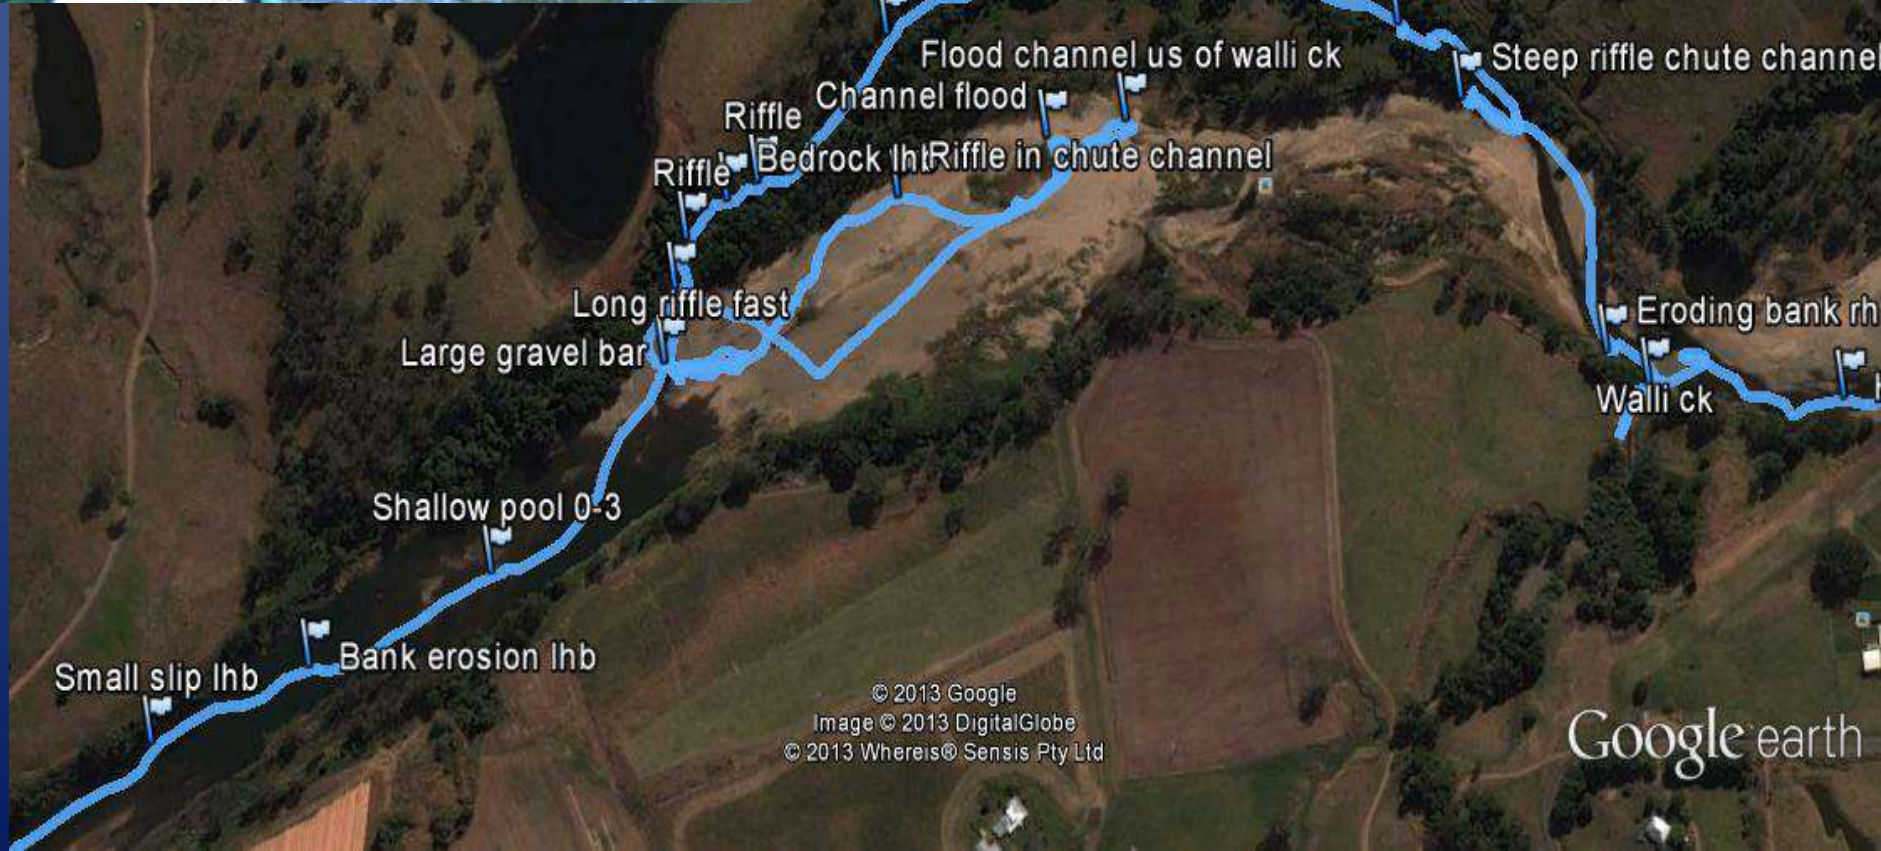 Flood channel us of walli ck
Steep riffle chute channel
Channel flood
Riffle
Bedrock lhb
Riffle in chute channel
Riffle
Long riffle fast
Eroding bank rh
Large gravel bar
Walli ck
Shallow pool 0-3
Bank erosion lhb
Small slip lhb
© 2013 Google
Image © 2013 DigitalGlobe
© 2013 Whereis® Sensis Pty Ltd
Google earth